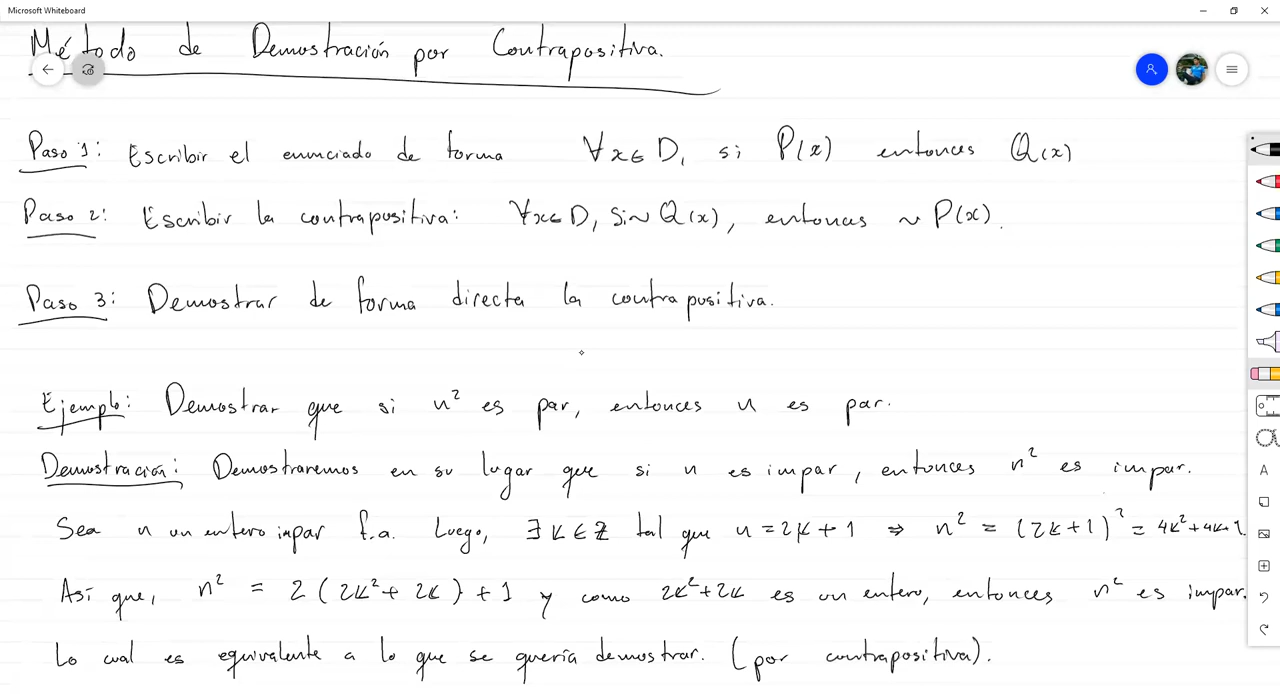 Microsoft Whiteboard
Método de Demostración por Contrapositiva.
Paso 1: Escribir el enunciado de forma ∀x∈D, si P(x) entonces Q(x)
Paso 2: Escribir la contrapositiva: ∀x∈D, si ~Q(x), entonces ~P(x).
Paso 3: Demostrar de forma directa la contrapositiva.
Ejemplo: Demostrar que si n² es par, entonces n es par.
Demostración: Demostraremos en su lugar que si n es impar, entonces n² es impar.
Sea n un entero impar f.a. Luego, ∃k∈ℤ tal que n=2k+1 ⇒ n² = (2k+1)² = 4k²+4k+1.
Así que, n² = 2(2k²+2k)+1 y como 2k²+2k es un entero, entonces n² es impar.
Lo cual es equivalente a lo que se quería demostrar. (por contrapositiva).
A